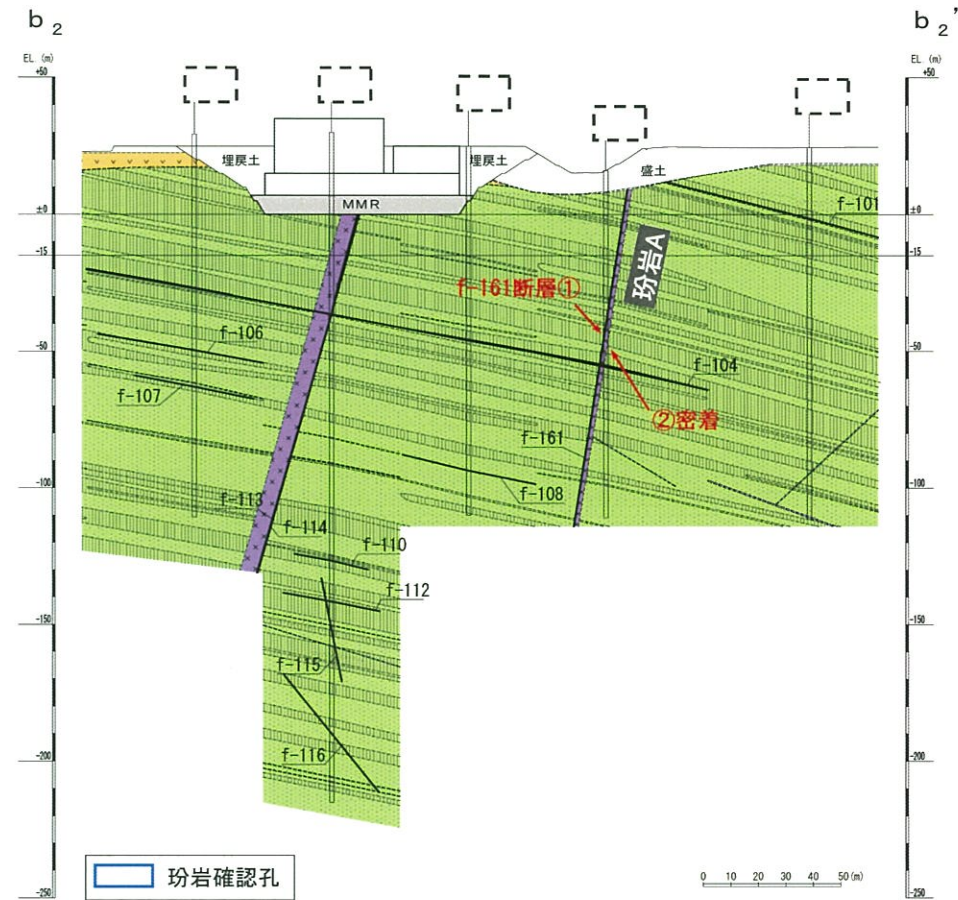 b₂
b₂'
EL. (m)
EL. (m)
+50
+50
埋戻土
埋戻土
盛土
MMR
±0
±0
f-101
-15
-15
玢岩A
f-161断層①
f-106
-50
-50
f-104
f-107
②密着
f-161
f-108
-100
-100
f-113
f-114
f-110
f-112
-150
-150
f-115
f-116
-200
-200
玢岩確認孔
0 10 20 30 40 50(m)
-250
-250